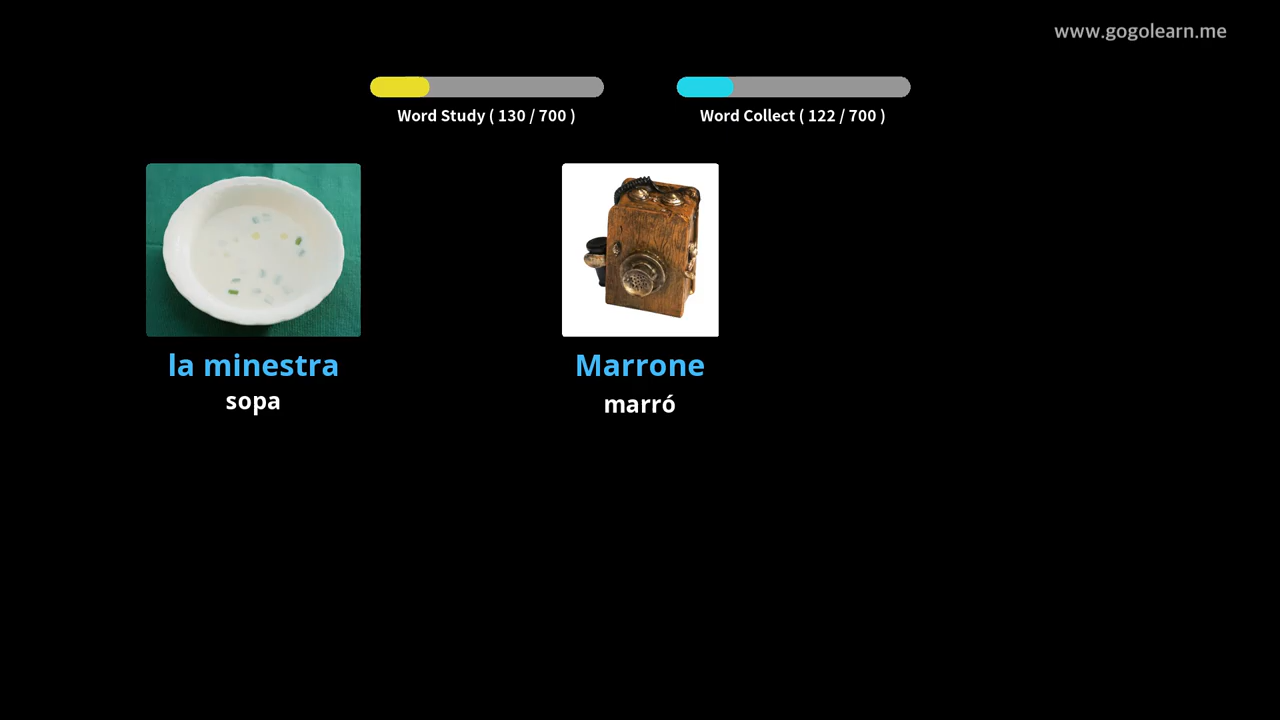 www.gogolearn.me
Word Study ( 130 / 700 )
Word Collect ( 122 / 700 )
la minestra
sopa
Marrone
marró